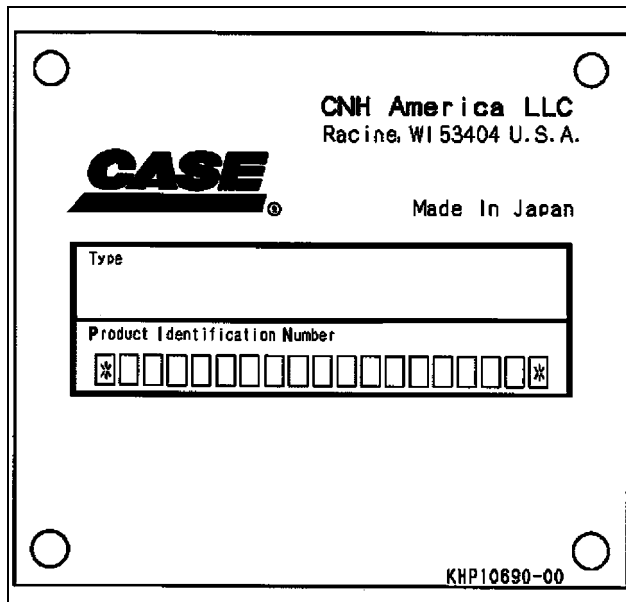 CNH America LLC
Racine, WI 53404 U.S.A.
CASE
®
Made In Japan
Type
Product Identification Number
* *
KHP10690-00